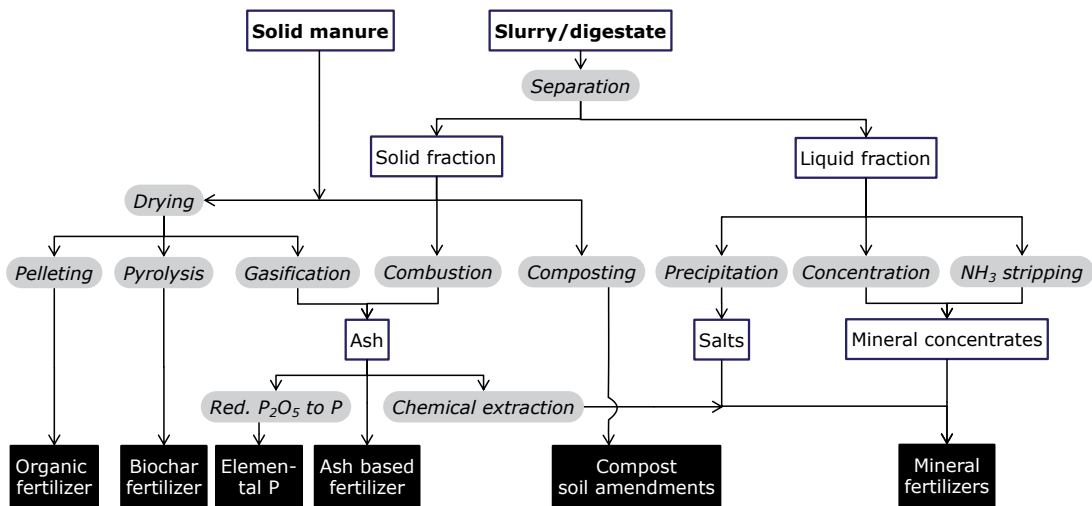 Solid manure
Slurry/digestate
Separation
Solid fraction
Liquid fraction
Drying
Pelleting
Pyrolysis
Gasification
Combustion
Composting
Precipitation
Concentration
NH₃ stripping
Ash
Salts
Mineral concentrates
Red. P₂O₅ to P
Chemical extraction
Organic
fertilizer
Biochar
fertilizer
Elemen-
tal P
Ash based
fertilizer
Compost
soil amendments
Mineral
fertilizers